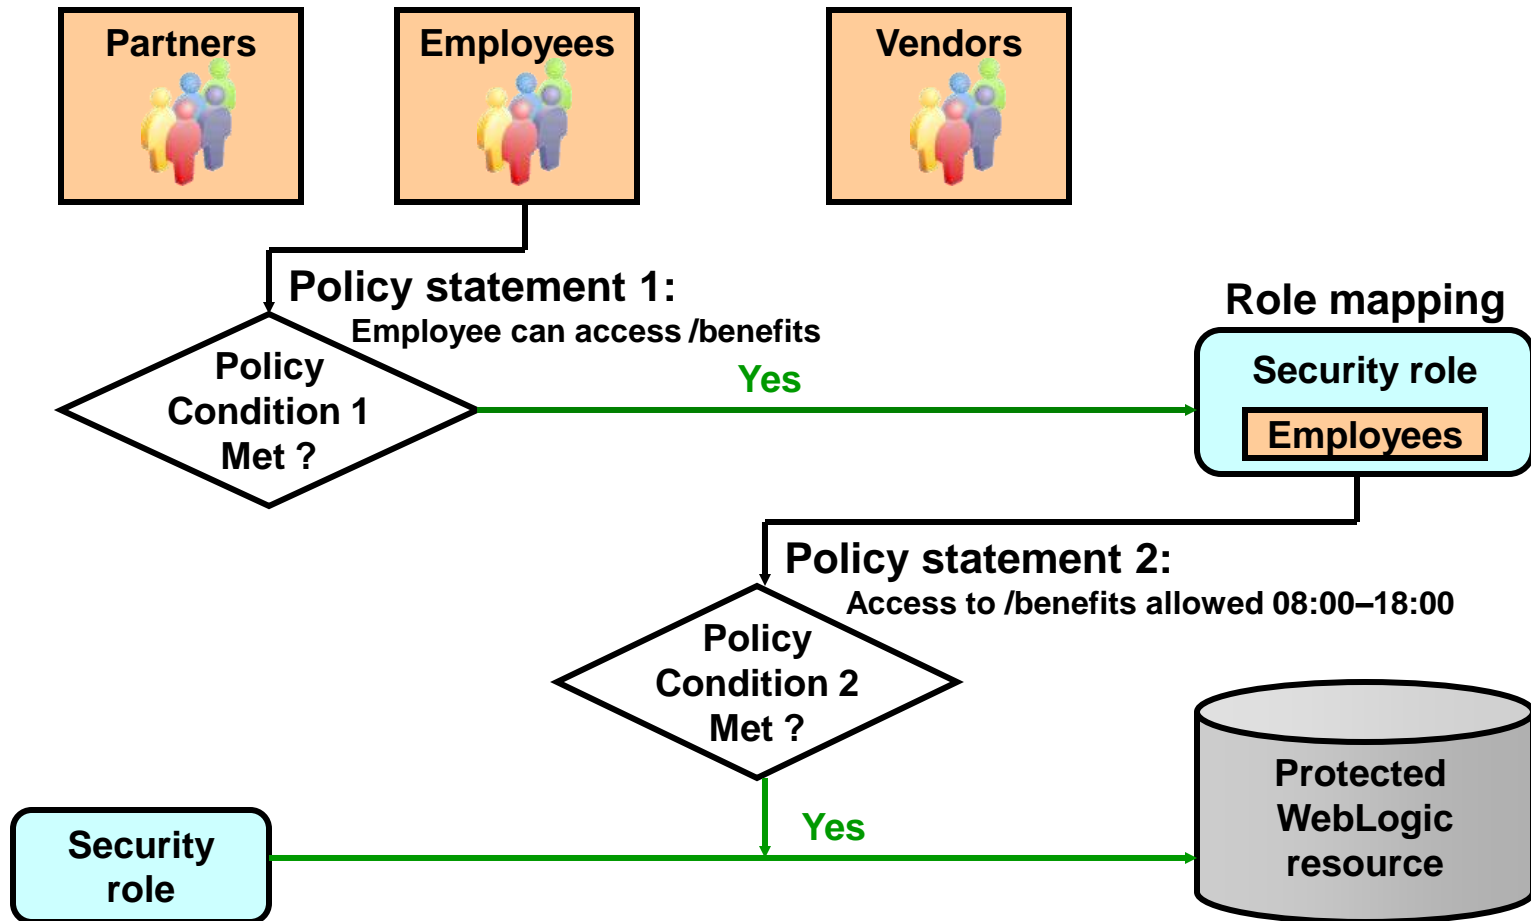 Partners
Employees
Vendors
Policy statement 1:
Employee can access /benefits
Policy
Condition 1
Met ?
Yes
Role mapping
Security role
Employees
Policy statement 2:
Access to /benefits allowed 08:00–18:00
Policy
Condition 2
Met ?
Yes
Security
role
Protected
WebLogic
resource